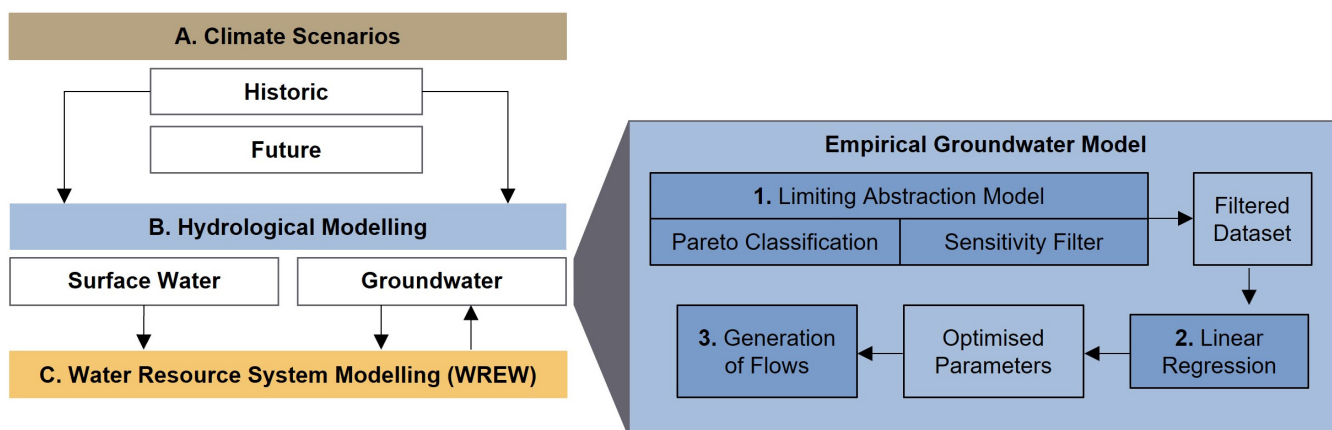 A. Climate Scenarios
Historic
Future
B. Hydrological Modelling
Surface Water
Groundwater
C. Water Resource System Modelling (WREW)
Empirical Groundwater Model
1. Limiting Abstraction Model
Pareto Classification
Sensitivity Filter
Filtered
Dataset
2. Linear
Regression
Optimised
Parameters
3. Generation
of Flows